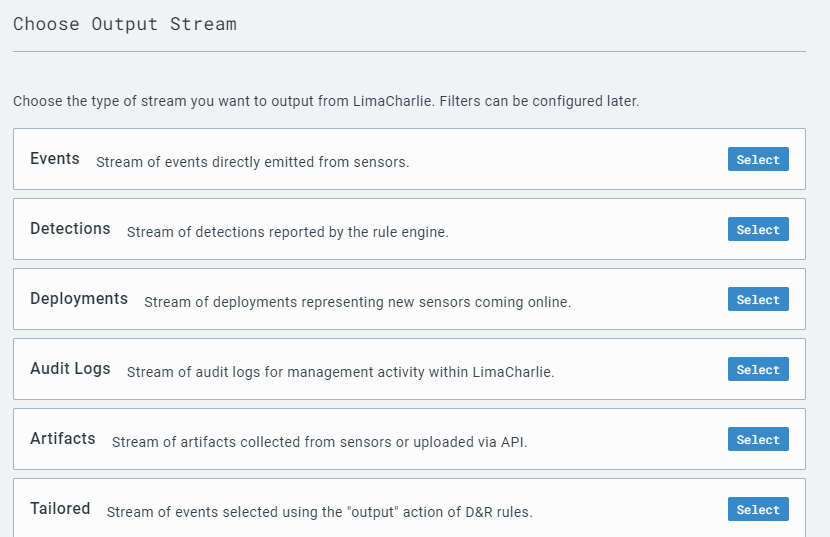 Choose Output Stream
Choose the type of stream you want to output from LimaCharlie. Filters can be configured later.
Events Stream of events directly emitted from sensors. Select
Detections Stream of detections reported by the rule engine. Select
Deployments Stream of deployments representing new sensors coming online. Select
Audit Logs Stream of audit logs for management activity within LimaCharlie. Select
Artifacts Stream of artifacts collected from sensors or uploaded via API. Select
Tailored Stream of events selected using the "output" action of D&R rules. Select